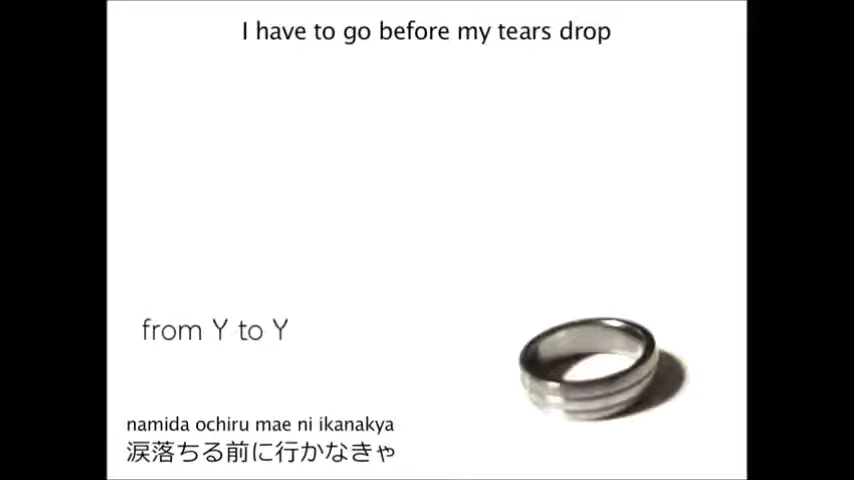 I have to go before my tears drop
from Y to Y
namida ochiru mae ni ikanakya
涙落ちる前に行かなきゃ